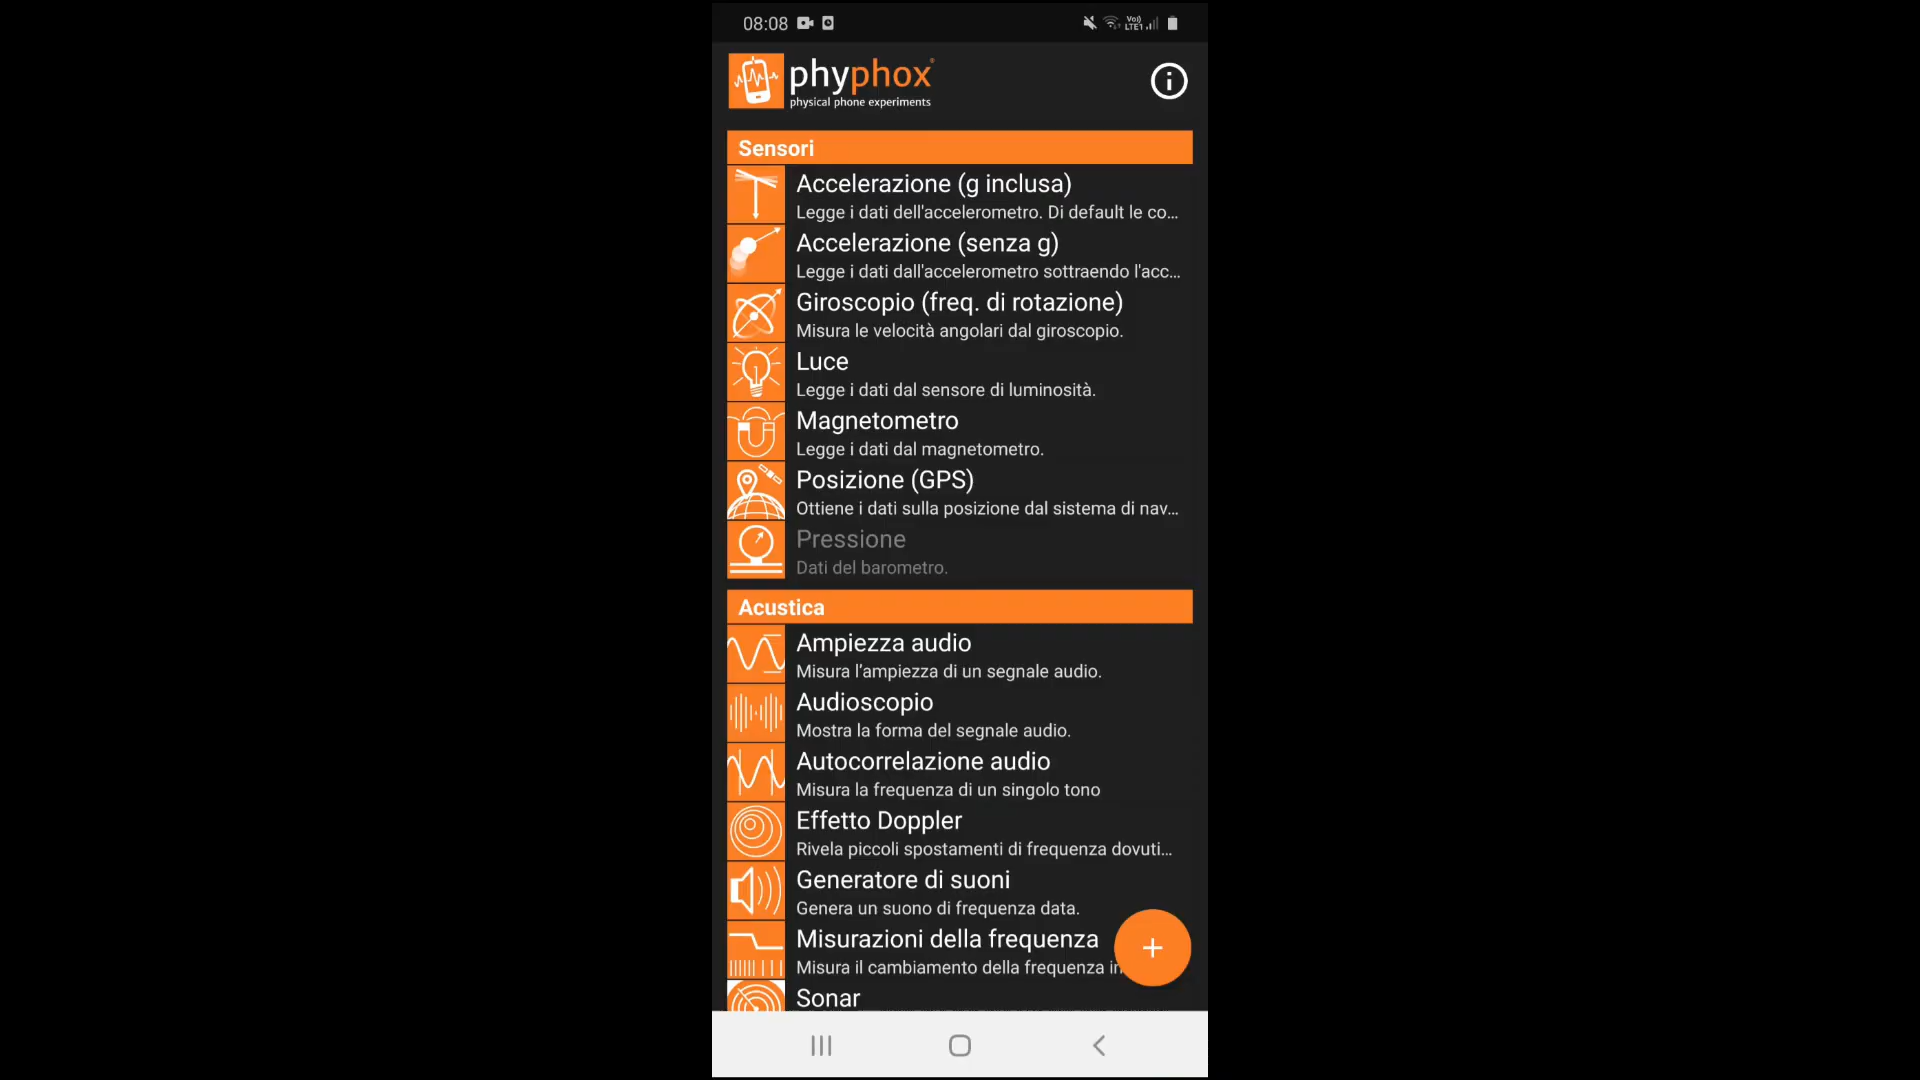 08:08
Vo))
LTE1
phyphox
physical phone experiments
Sensori
Accelerazione (g inclusa)
Legge i dati dell'accelerometro. Di default le co...
Accelerazione (senza g)
Legge i dati dall'accelerometro sottraendo l'acc...
Giroscopio (freq. di rotazione)
Misura le velocità angolari dal giroscopio.
Luce
Legge i dati dal sensore di luminosità.
Magnetometro
Legge i dati dal magnetometro.
Posizione (GPS)
Ottiene i dati sulla posizione dal sistema di nav...
Pressione
Dati del barometro.
Acustica
Ampiezza audio
Misura l’ampiezza di un segnale audio.
Audioscopio
Mostra la forma del segnale audio.
Autocorrelazione audio
Misura la frequenza di un singolo tono
Effetto Doppler
Rivela piccoli spostamenti di frequenza dovuti...
Generatore di suoni
Genera un suono di frequenza data.
Misurazioni della frequenza
Misura il cambiamento della frequenza in
Sonar